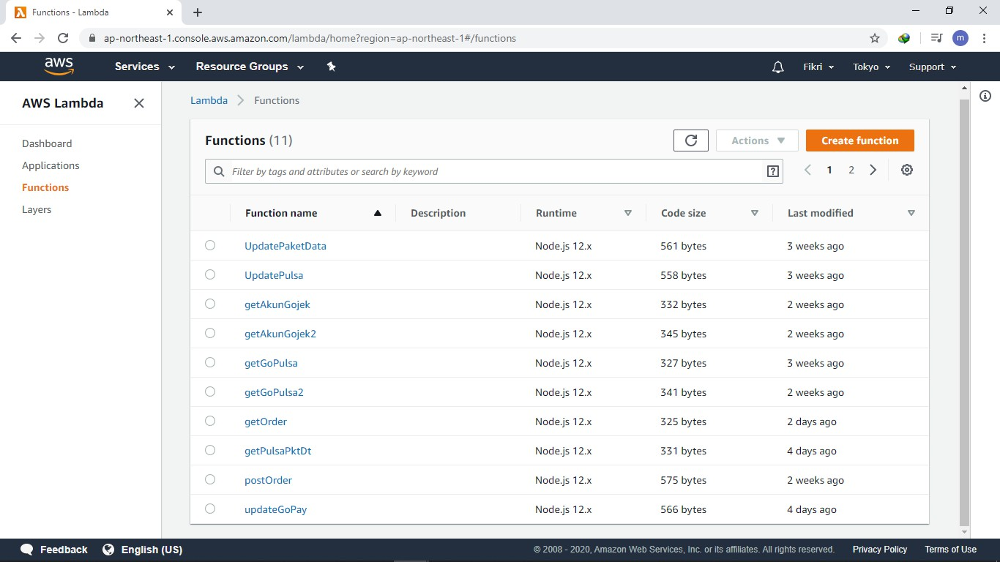 Functions - Lambda
ap-northeast-1.console.aws.amazon.com/lambda/home?region=ap-northeast-1#/functions
m
aws Services Resource Groups Fikri Tokyo Support
AWS Lambda
Dashboard
Applications
Functions
Layers
Lambda Functions
Functions (11) Actions Create function
Filter by tags and attributes or search by keyword ? 1 2
Function name Description Runtime Code size Last modified
UpdatePaketData Node.js 12.x 561 bytes 3 weeks ago
UpdatePulsa Node.js 12.x 558 bytes 3 weeks ago
getAkunGojek Node.js 12.x 332 bytes 2 weeks ago
getAkunGojek2 Node.js 12.x 345 bytes 2 weeks ago
getGoPulsa Node.js 12.x 327 bytes 3 weeks ago
getGoPulsa2 Node.js 12.x 341 bytes 2 weeks ago
getOrder Node.js 12.x 325 bytes 2 days ago
getPulsaPktDt Node.js 12.x 331 bytes 4 days ago
postOrder Node.js 12.x 575 bytes 2 weeks ago
updateGoPay Node.js 12.x 566 bytes 4 days ago
Feedback English (US) © 2008 - 2020, Amazon Web Services, Inc. or its affiliates. All rights reserved. Privacy Policy Terms of Use